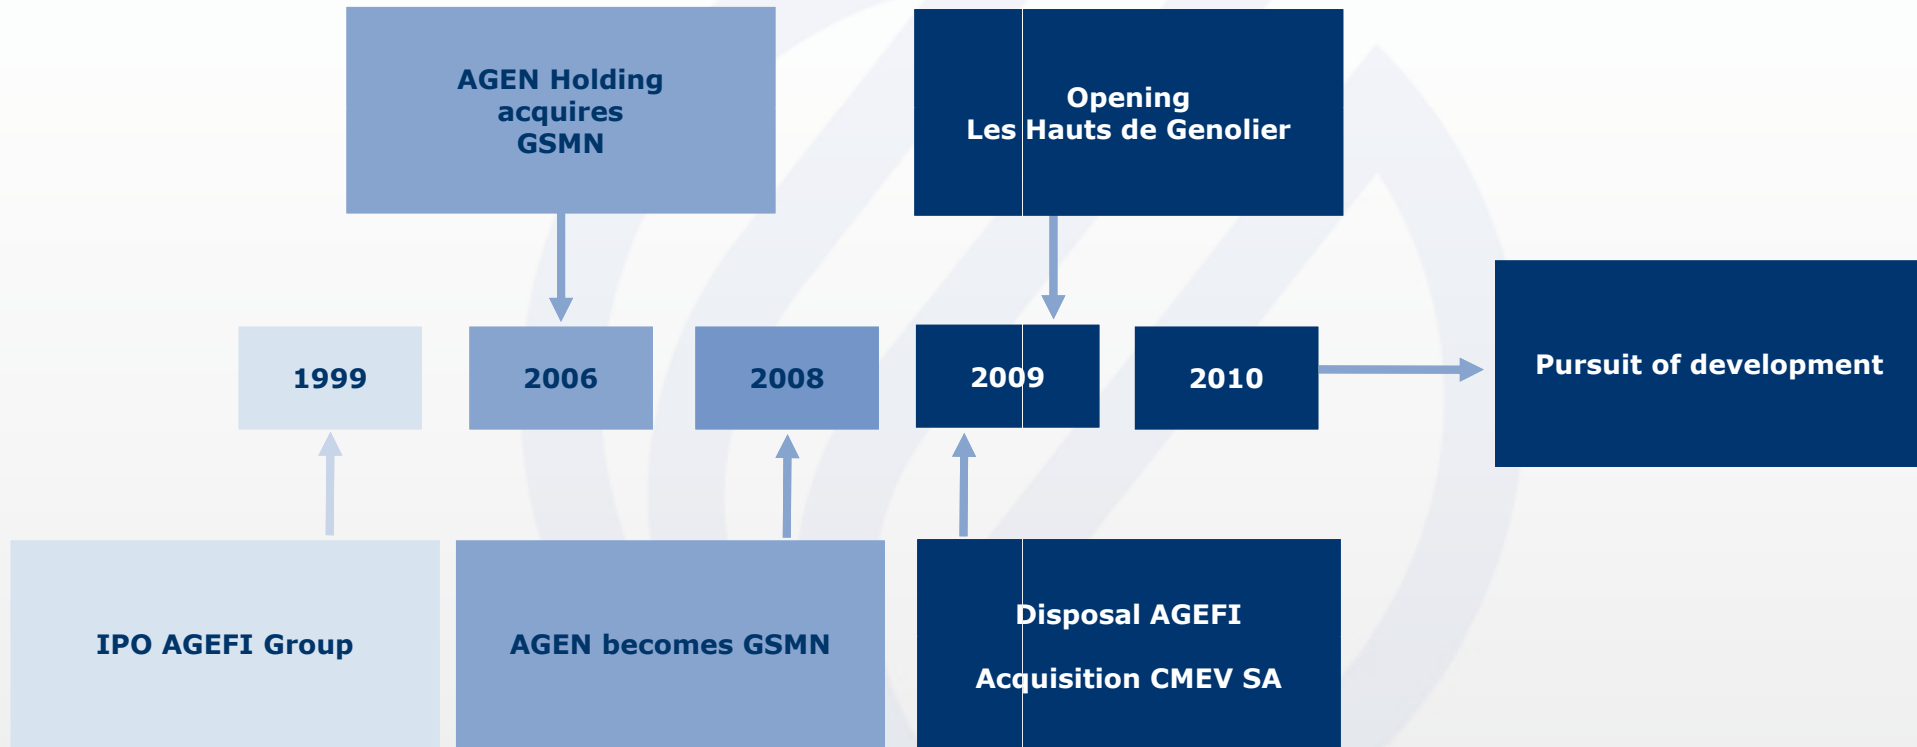 AGEN Holding
acquires
GSMN
Opening
Les Hauts de Genolier
1999
2006
2008
2009
2010
Pursuit of development
IPO AGEFI Group
AGEN becomes GSMN
Disposal AGEFI
Acquisition CMEV SA